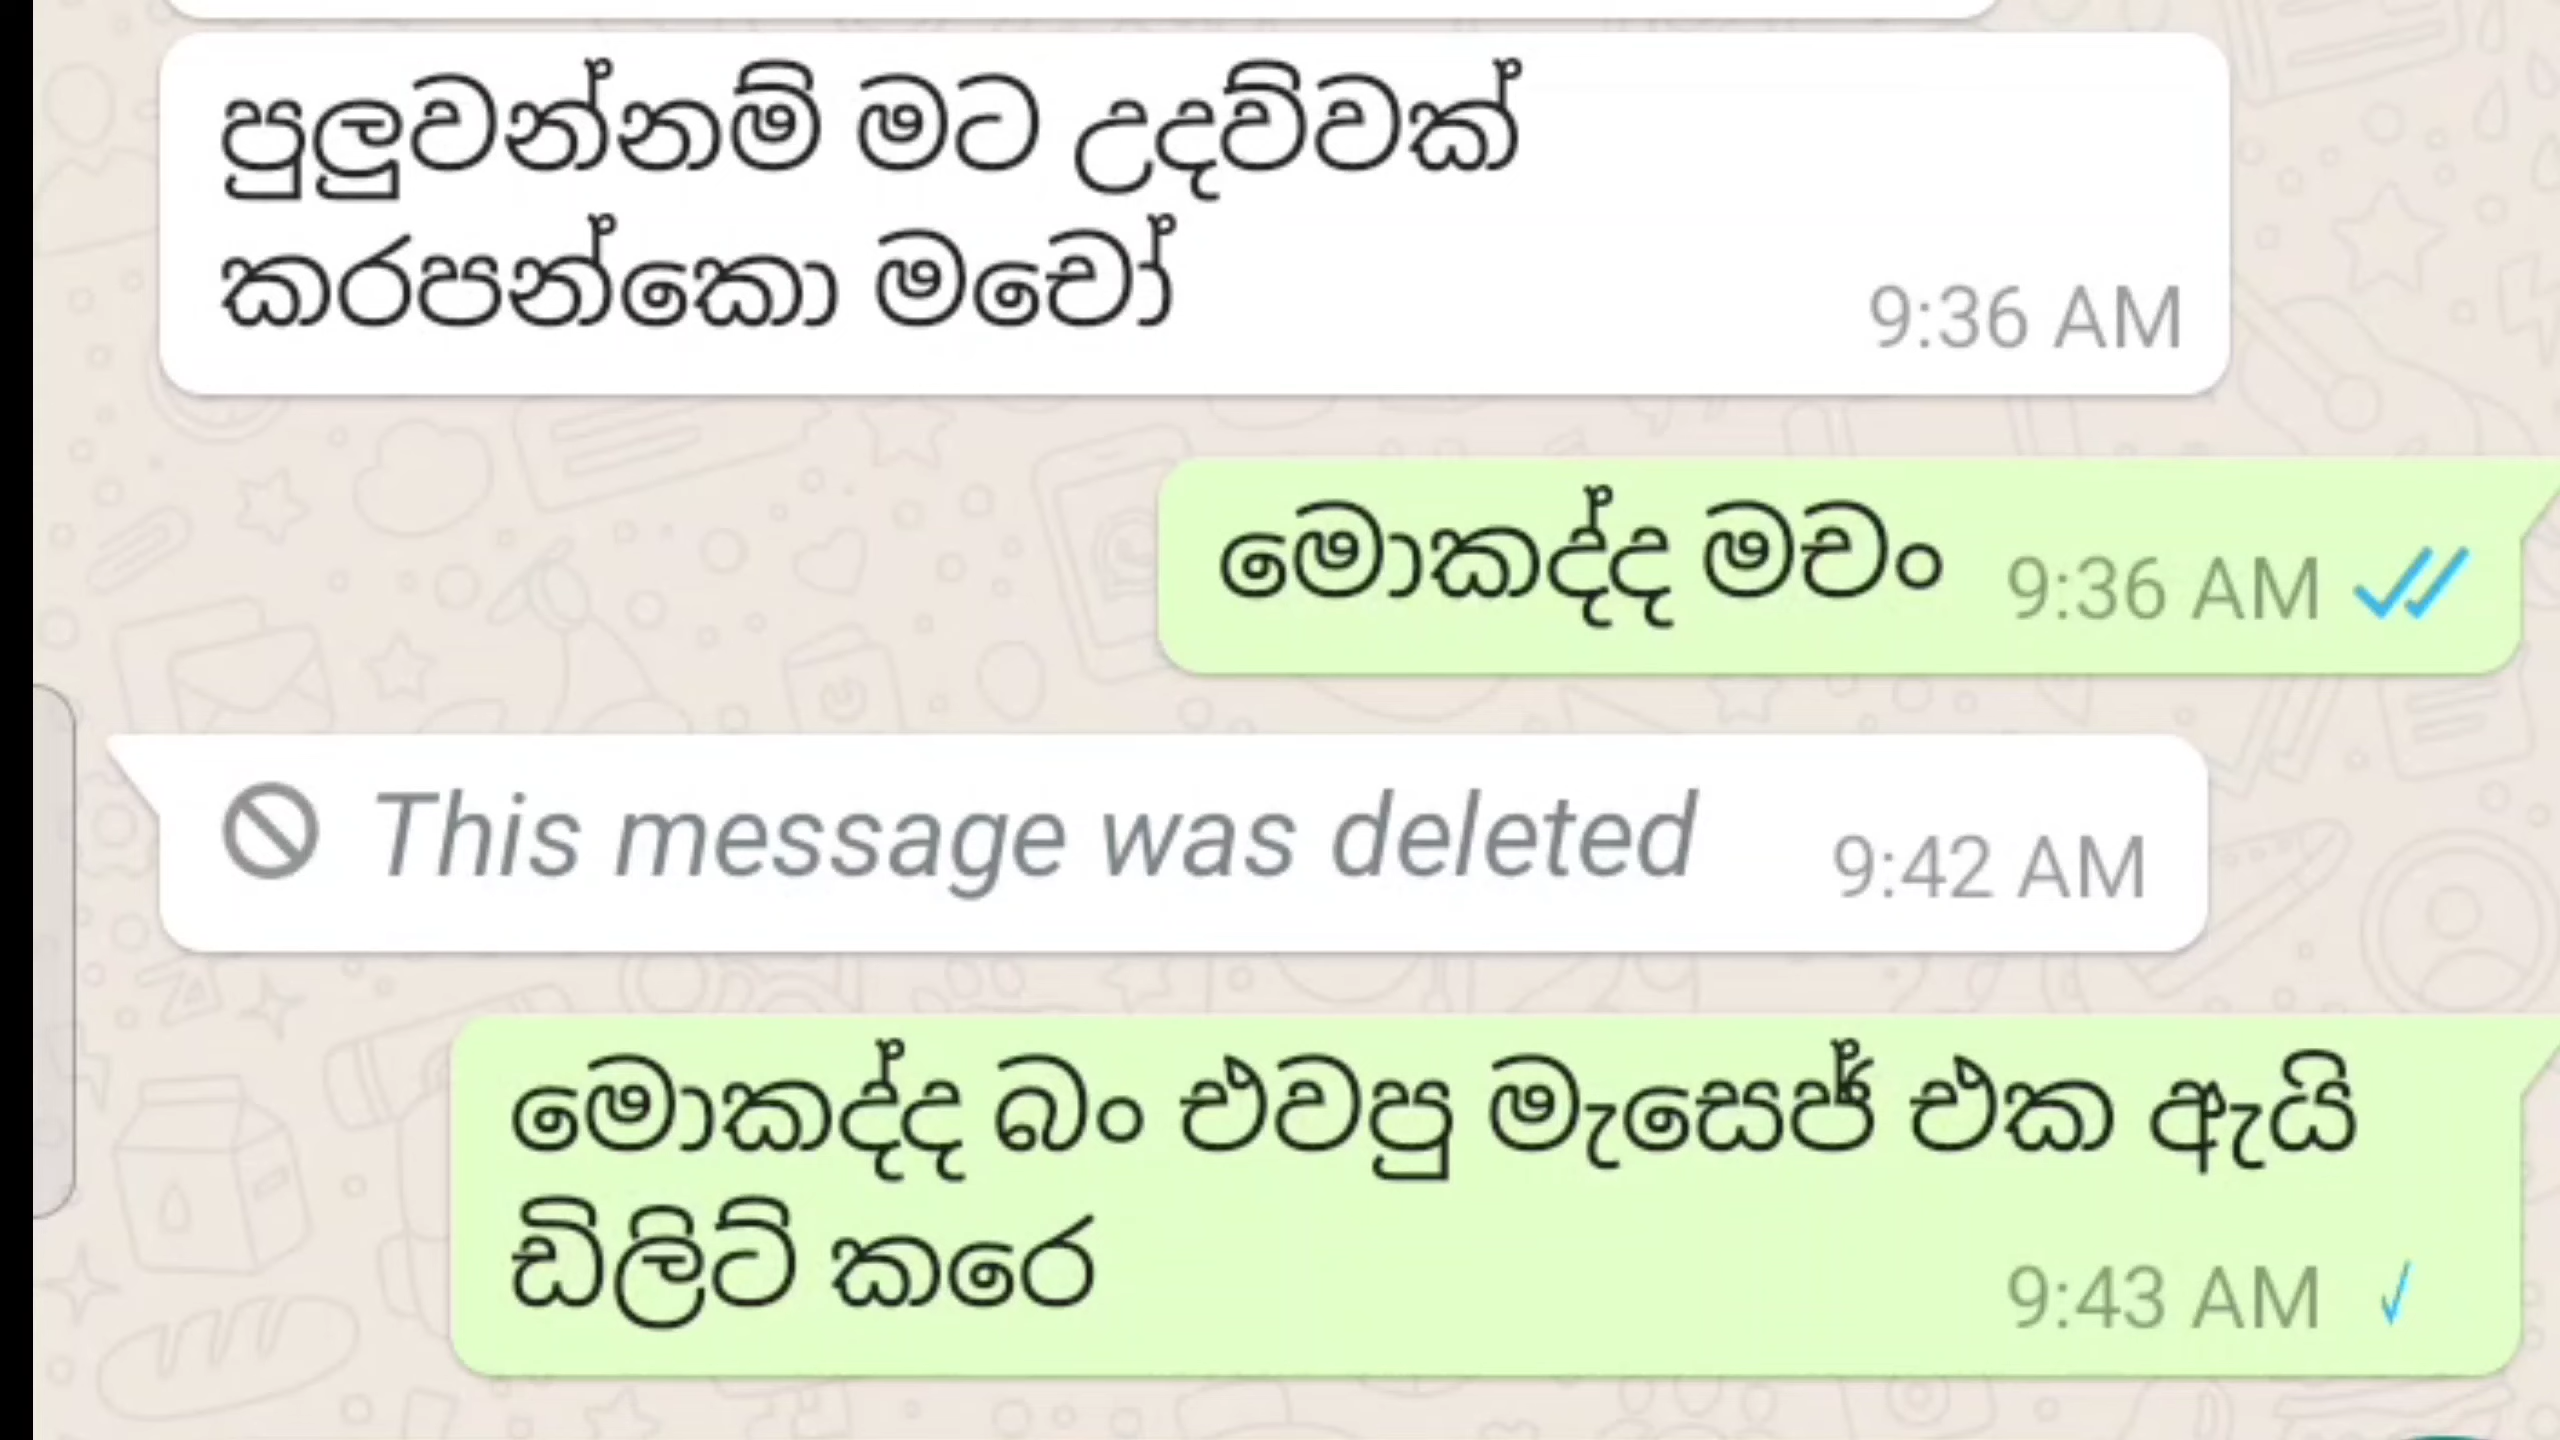 පුලුවන්නම් මට උදව්වක්
කරපන්කො මචෝ
9:36 AM
මොකද්ද මචං 9:36 AM
This message was deleted 9:42 AM
මොකද්ද බං එවපු මැසෙජ් එක ඇයි
ඩිලිට් කරෙ
9:43 AM